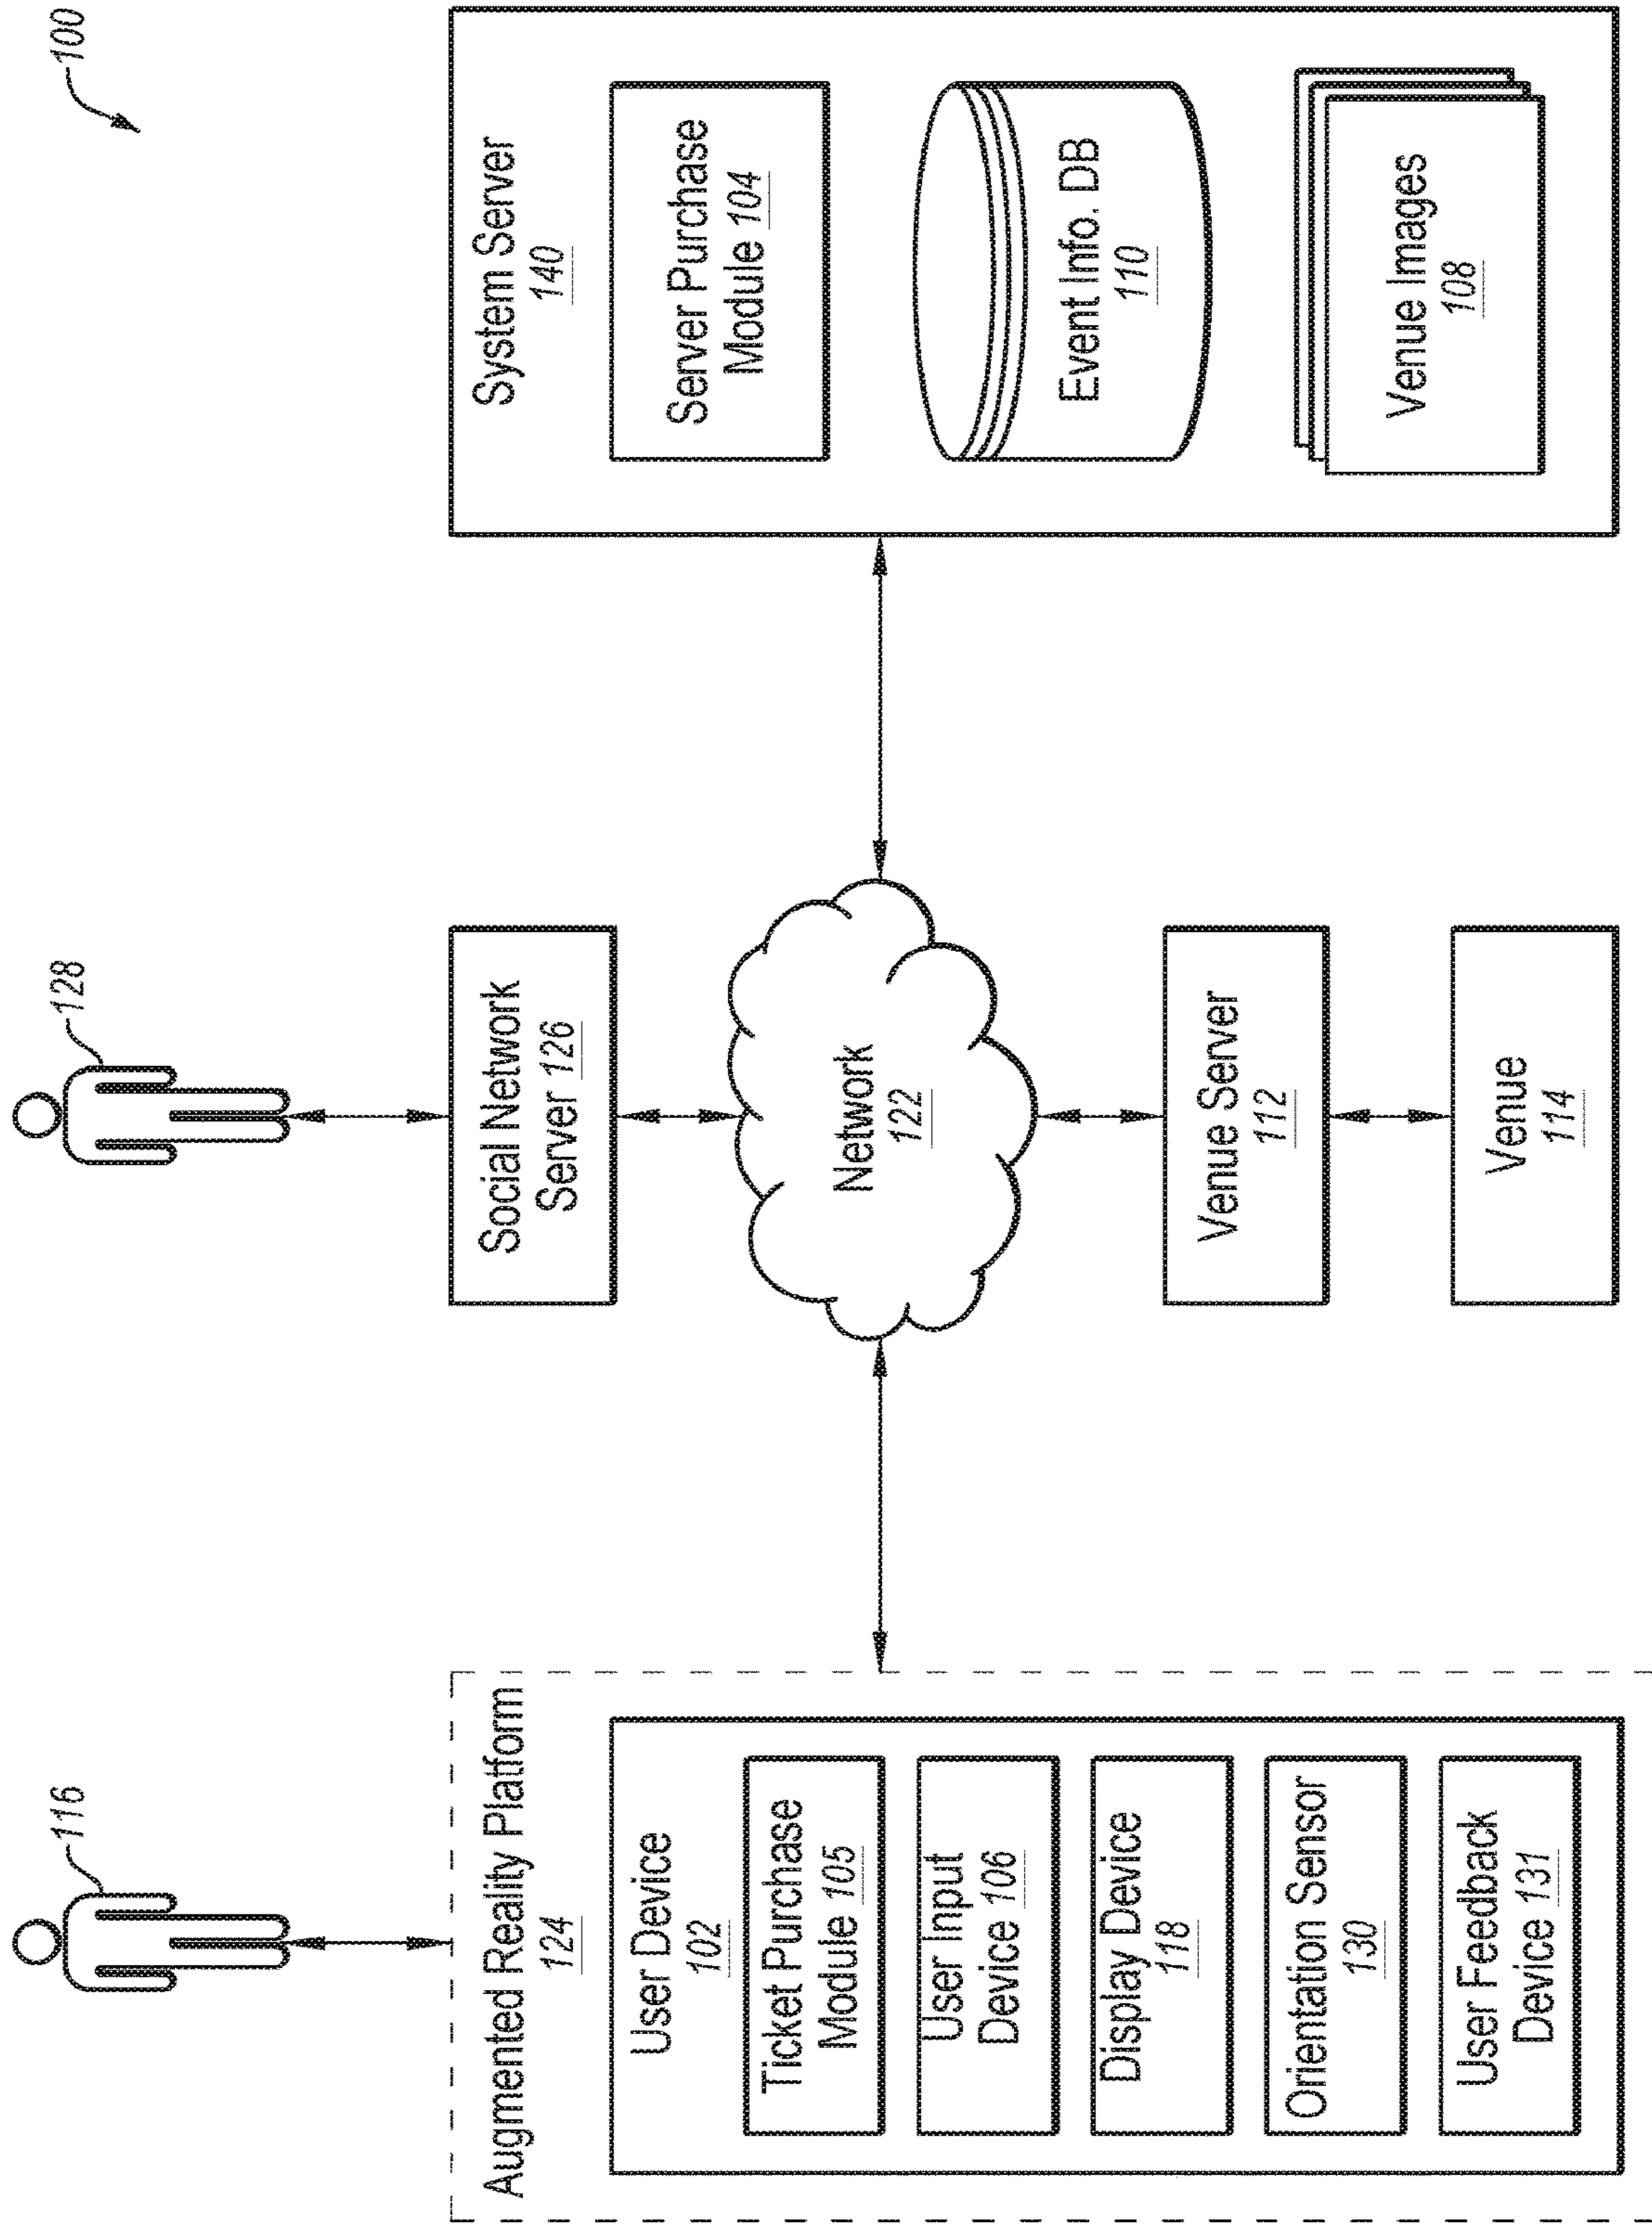 100
116
128
Augmented Reality Platform
124
User Device
102
Ticket Purchase
Module 105
User Input
Device 106
Display Device
118
Orientation Sensor
130
User Feedback
Device 131
Social Network
Server 126
Network
122
Venue Server
112
Venue
114
System Server
140
Server Purchase
Module 104
Event Info. DB
110
Venue Images
108